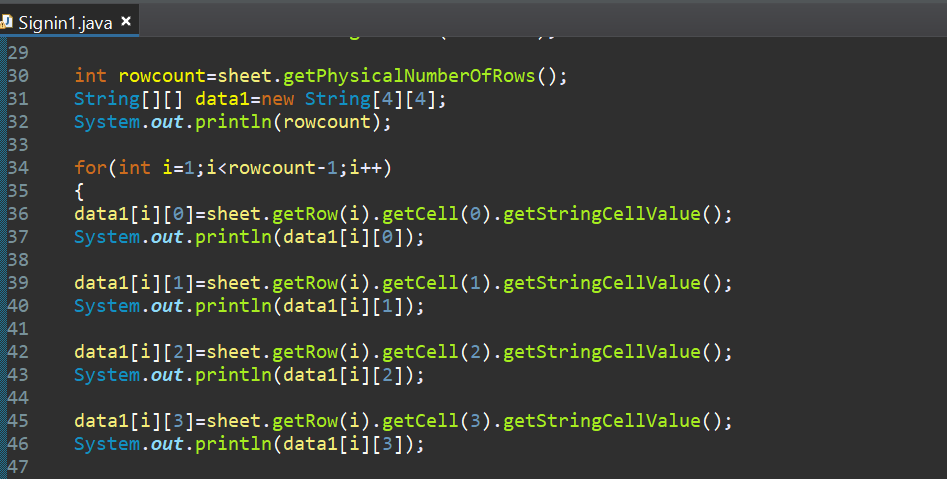 Signin1.java
29
30 int rowcount=sheet.getPhysicalNumberOfRows();
31 String[][] data1=new String[4][4];
32 System.out.println(rowcount);
33
34 for(int i=1;i<rowcount-1;i++)
35 {
36 data1[i][0]=sheet.getRow(i).getCell(0).getStringCellValue();
37 System.out.println(data1[i][0]);
38
39 data1[i][1]=sheet.getRow(i).getCell(1).getStringCellValue();
40 System.out.println(data1[i][1]);
41
42 data1[i][2]=sheet.getRow(i).getCell(2).getStringCellValue();
43 System.out.println(data1[i][2]);
44
45 data1[i][3]=sheet.getRow(i).getCell(3).getStringCellValue();
46 System.out.println(data1[i][3]);
47